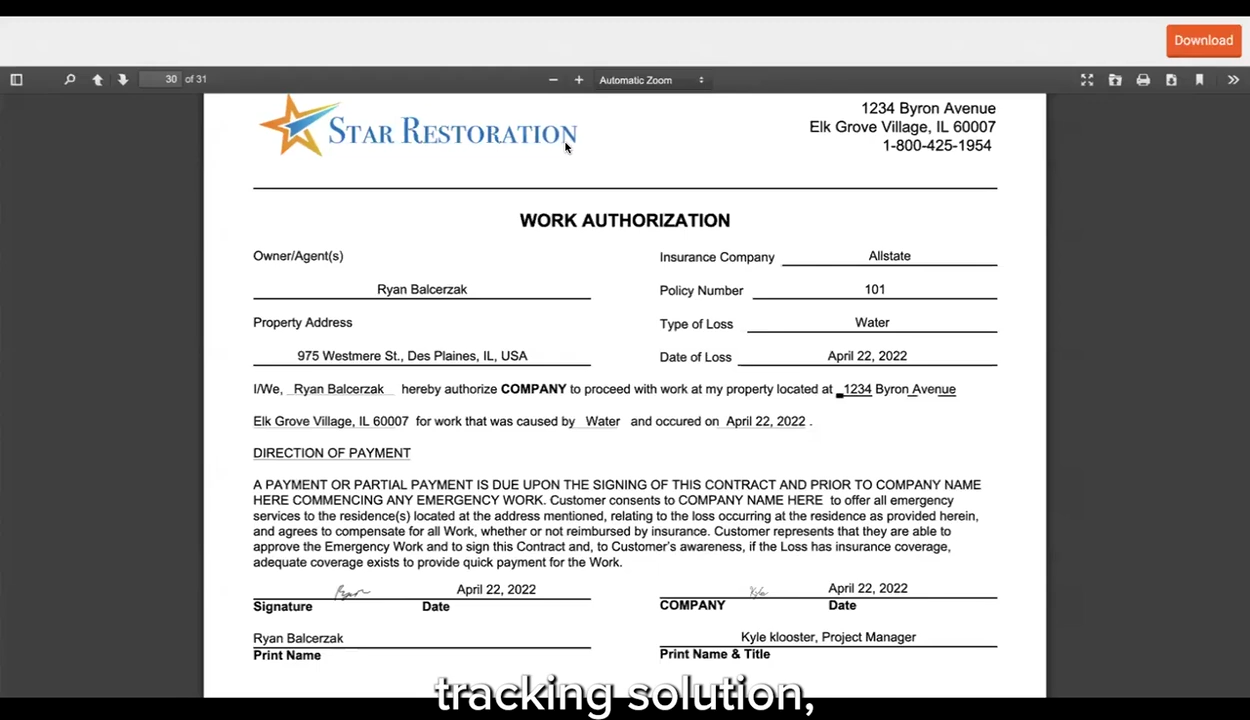 Download
30 of 31
Automatic Zoom
STAR RESTORATION
1234 Byron Avenue
Elk Grove Village, IL 60007
1-800-425-1954
WORK AUTHORIZATION
Owner/Agent(s)
Insurance Company Allstate
Ryan Balcerzak
Policy Number 101
Property Address
Type of Loss Water
975 Westmere St., Des Plaines, IL, USA
Date of Loss April 22, 2022
I/We, Ryan Balcerzak hereby authorize COMPANY to proceed with work at my property located at 1234 Byron Avenue
Elk Grove Village, IL 60007 for work that was caused by Water and occured on April 22, 2022 .
DIRECTION OF PAYMENT
A PAYMENT OR PARTIAL PAYMENT IS DUE UPON THE SIGNING OF THIS CONTRACT AND PRIOR TO COMPANY NAME
HERE COMMENCING ANY EMERGENCY WORK. Customer consents to COMPANY NAME HERE to offer all emergency
services to the residence(s) located at the address mentioned, relating to the loss occurring at the residence as provided herein,
and agrees to compensate for all Work, whether or not reimbursed by insurance. Customer represents that they are able to
approve the Emergency Work and to sign this Contract and, to Customer's awareness, if the Loss has insurance coverage,
adequate coverage exists to provide quick payment for the Work.
Ryan April 22, 2022 Kyle April 22, 2022
Signature Date COMPANY Date
Ryan Balcerzak Kyle klooster, Project Manager
Print Name Print Name & Title
tracking solution,